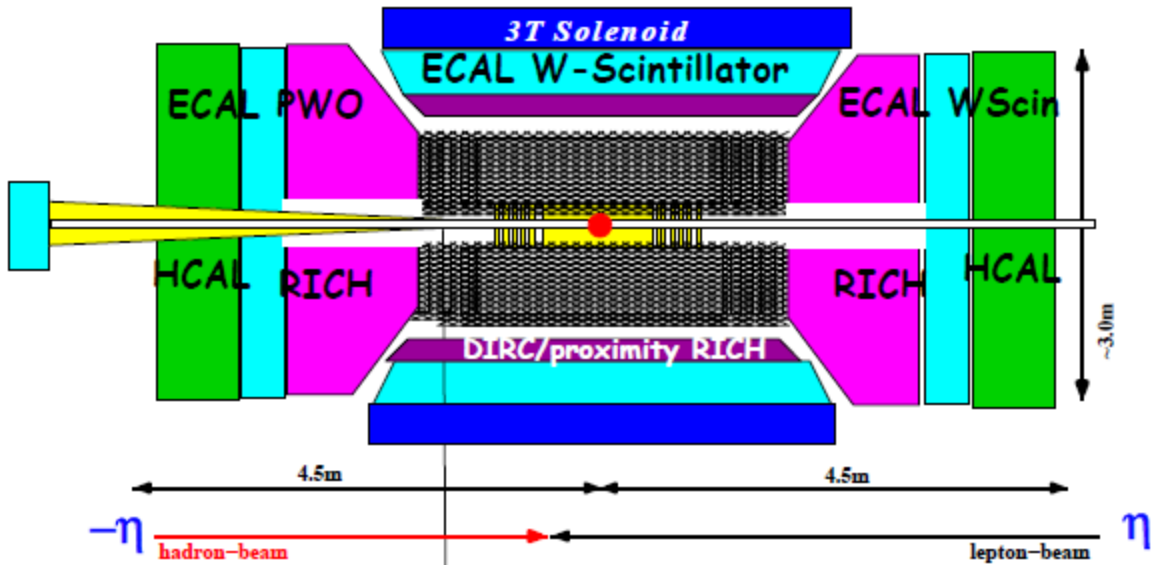 3T Solenoid
ECAL W-Scintillator
ECAL PWO
ECAL WScin
HCAL
RICH
RICH
HCAL
DIRC/proximity RICH
~3.0m
4.5m
4.5m
−η
η
hadron−beam
lepton−beam